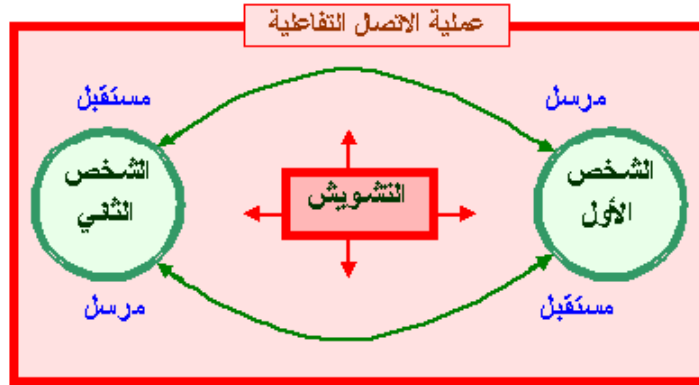 عملية الاتصال التفاعلية
مرسل
مستقبل
الشخص
الأول
التشويش
الشخص
الثاني
مستقبل
مرسل